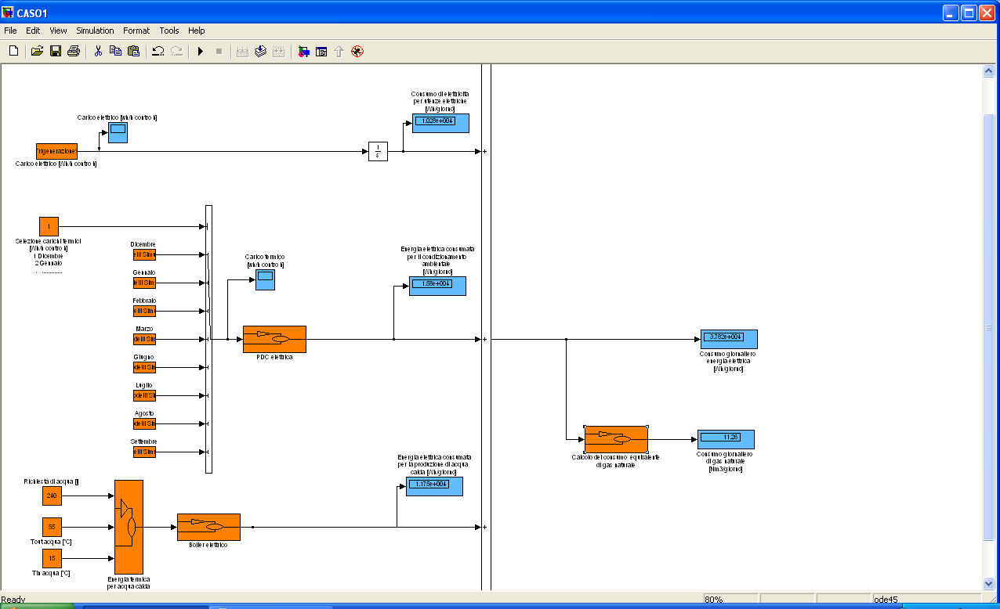 CASO1
File Edit View Simulation Format Tools Help
Consumo di elettricità
per utenze elettriche
[Wh/giorno]
1.028e+004
Carico elettrico [Wh/h contro h]
Trigenerazione
Carico elettrico [Wh/h contro h]
1
s
+
1
Selezione carichi termici
[Wh/h contro h]
1 Dicembre
2 Gennaio
. .............
Dicembre
Gennaio
Febbraio
Marzo
Giugno
Luglio
Agosto
Settembre
Carico termico
[Wh/h contro h]
PDC elettrica
Energia elettrica consumata
per il condizionamento
ambientale
[Wh/giorno]
1.58e+004
+
3.782e+004
Consumo giornaliero
energia elettrica
[Wh/giorno]
Calcolo del consumo equivalente
di gas naturale
11.26
Consumo giornaliero
di gas naturale
[Nm3/giorno]
Energia elettrica consumata
per la produzione di acqua
calda [Wh/giorno]
1.175e+004
+
Richiesta di acqua [l]
240
55
Tout acqua [°C]
15
Tin acqua [°C]
Energia termica
per acqua calda
Boiler elettrico
Ready
80%
ode45